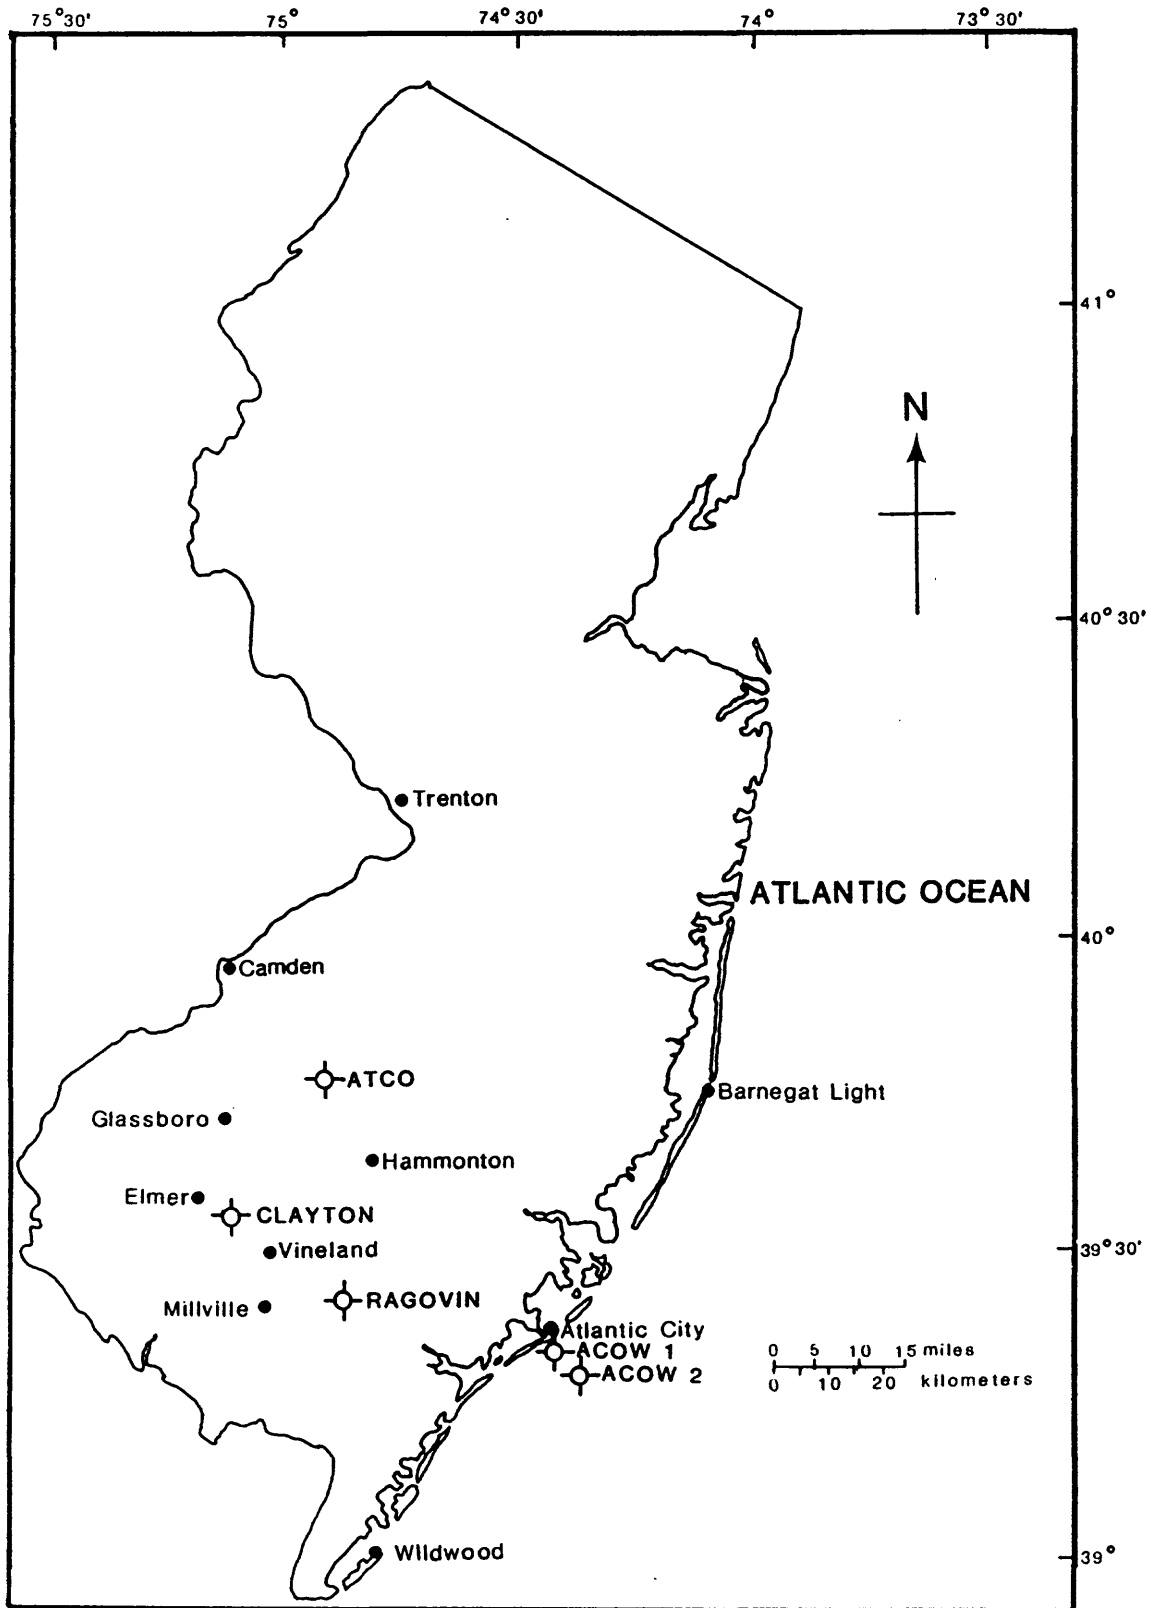 75° 30'
75°
74° 30'
74°
73° 30'
41°
N
40° 30'
Trenton
ATLANTIC OCEAN
40°
Camden
ATCO
Barnegat Light
Glassboro
Hammonton
Elmer
CLAYTON
Vineland
39° 30'
RAGOVIN
Millville
Atlantic City
ACOW 1
ACOW 2
0 5 10 15 miles
0 10 20 kilometers
Wildwood
39°